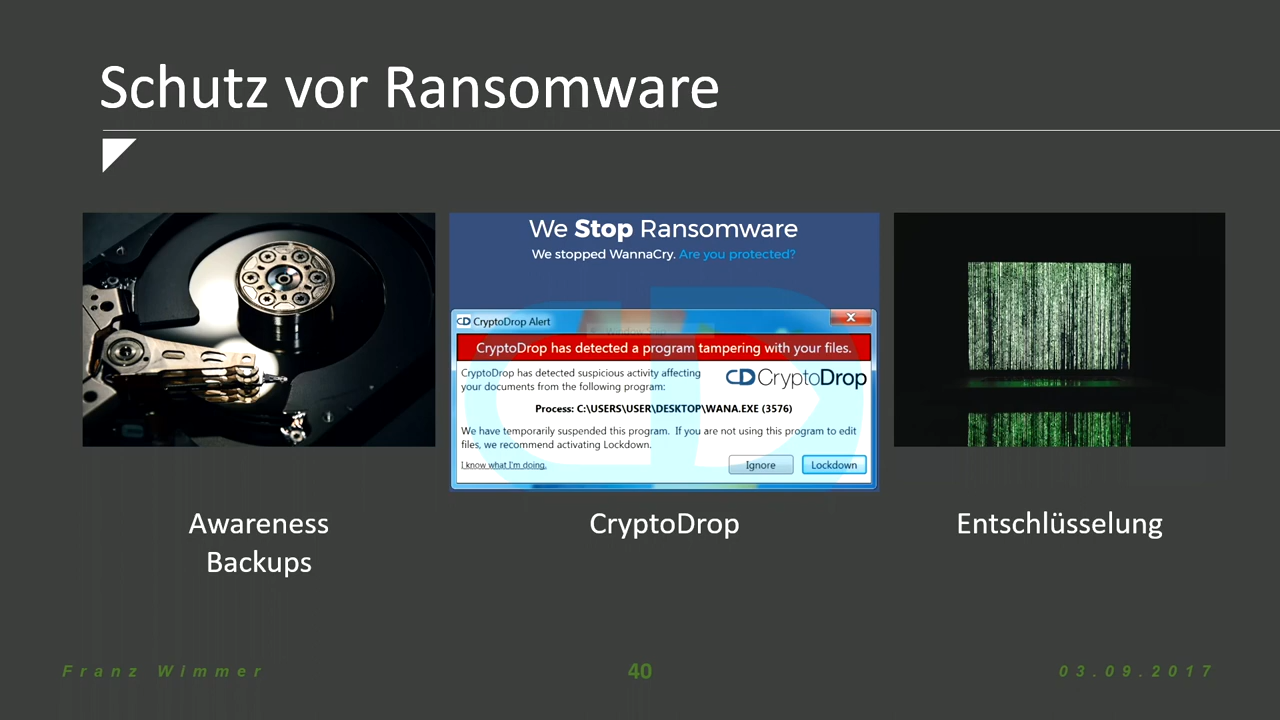 Schutz vor Ransomware
We Stop Ransomware
We stopped WannaCry. Are you protected?
CryptoDrop Alert
CryptoDrop has detected a program tampering with your files.
CryptoDrop has detected suspicious activity affecting
your documents from the following program:
CryptoDrop
Process: C:\USERS\USER\DESKTOP\WANA.EXE (3576)
We have temporarily suspended this program. If you are not using this program to edit
files, we recommend activating Lockdown.
I know what I'm doing.
Ignore
Lockdown
Awareness
Backups
CryptoDrop
Entschlüsselung
Franz Wimmer
40
03.09.2017